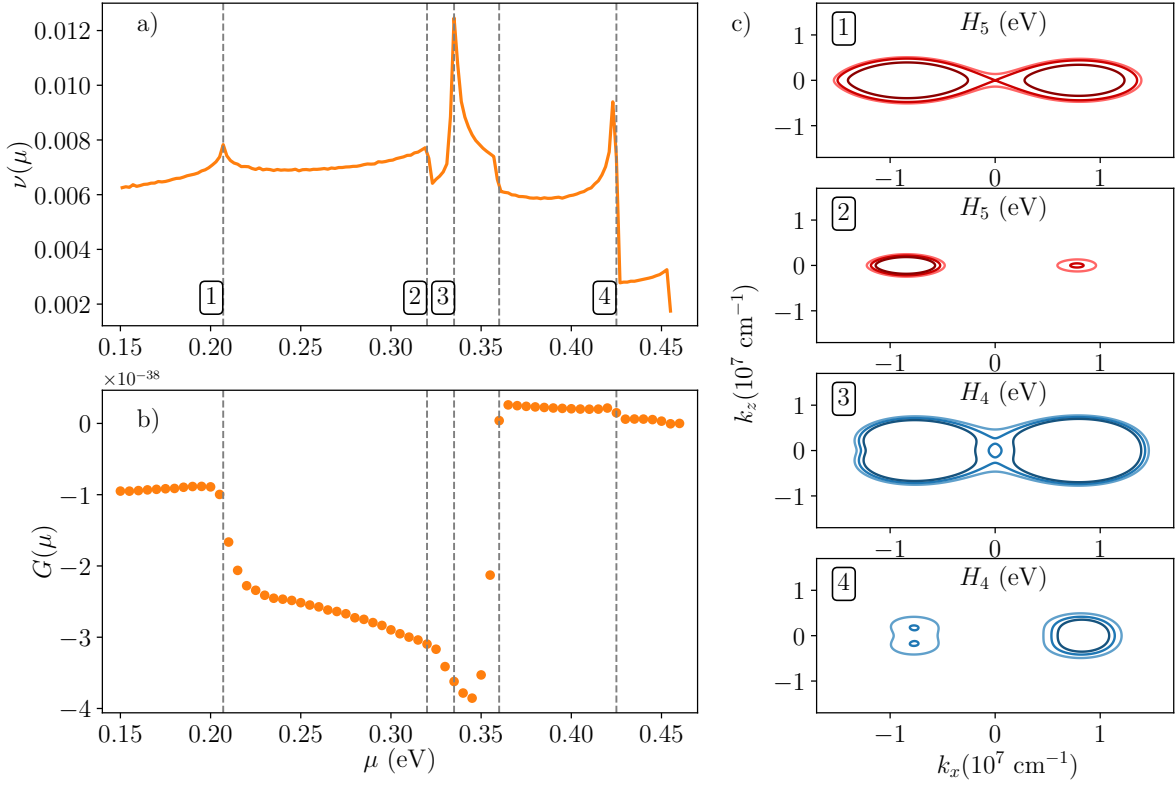 a)
ν(μ)
0.012
0.010
0.008
0.006
0.004
0.002
1
2
3
4
0.15 0.20 0.25 0.30 0.35 0.40 0.45
×10⁻³⁸
b)
G(μ)
0
−1
−2
−3
−4
0.15 0.20 0.25 0.30 0.35 0.40 0.45
μ (eV)
c)
k_z(10⁷ cm⁻¹)
1
H₅ (eV)
1
0
−1
−1 0 1
2
H₅ (eV)
1
0
−1
−1 0 1
3
H₄ (eV)
1
0
−1
−1 0 1
4
H₄ (eV)
1
0
−1
−1 0 1
k_x(10⁷ cm⁻¹)